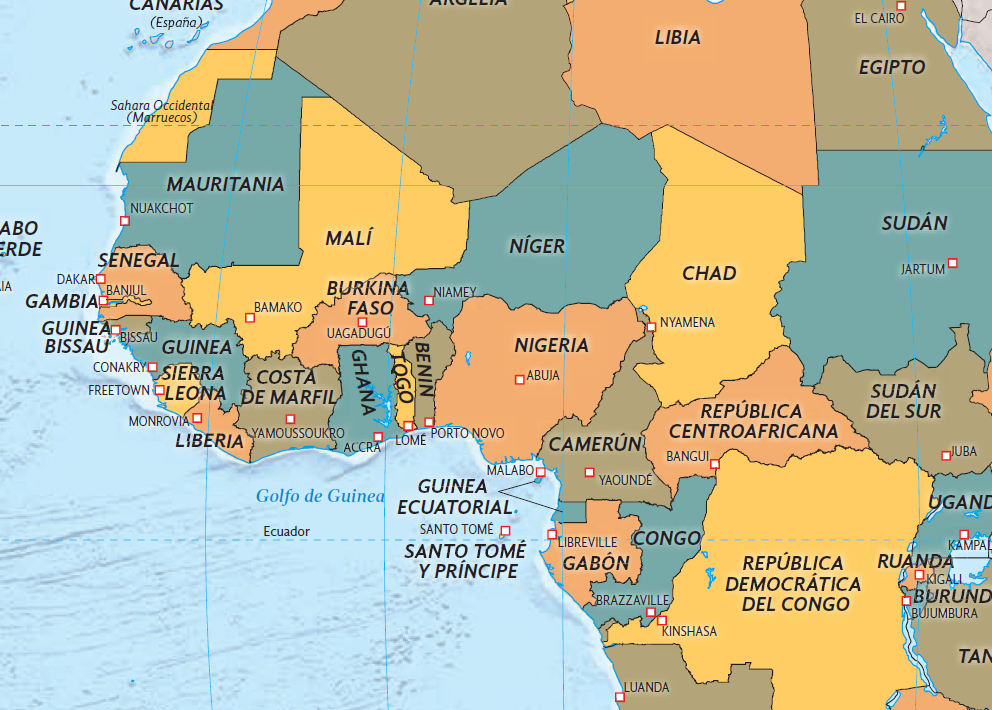 CANARIAS
(España)
ARGELIA
LIBIA
EL CAIRO
EGIPTO
Sahara Occidental
(Marruecos)
MAURITANIA
NUAKCHOT
MALÍ
NÍGER
CHAD
SUDÁN
JARTUM
SENEGAL
DAKAR
BANJUL
GAMBIA
BURKINA
FASO
UAGADUGÚ
NIAMEY
BAMAKO
GUINEA
BISSAU
BISSAU
GUINEA
CONAKRY
SIERRA
LEONA
FREETOWN
MONROVIA
LIBERIA
COSTA
DE MARFIL
YAMOUSSOUKRO
GHANA
ACCRA
TOGO
LOMÉ
BENÍN
PORTO NOVO
NIGERIA
ABUJA
NYAMENA
CAMERÚN
YAOUNDÉ
MALABO
REPÚBLICA
CENTROAFRICANA
BANGUI
SUDÁN
DEL SUR
JUBA
Golfo de Guinea
GUINEA
ECUATORIAL
Ecuador
SANTO TOMÉ
SANTO TOMÉ
Y PRÍNCIPE
LIBREVILLE
GABÓN
CONGO
BRAZZAVILLE
KINSHASA
REPÚBLICA
DEMOCRÁTICA
DEL CONGO
UGAND
KAMPAL
RUANDA
KIGALI
BURUND
BUJUMBURA
TAN
LUANDA
ABO
ERDE
IA